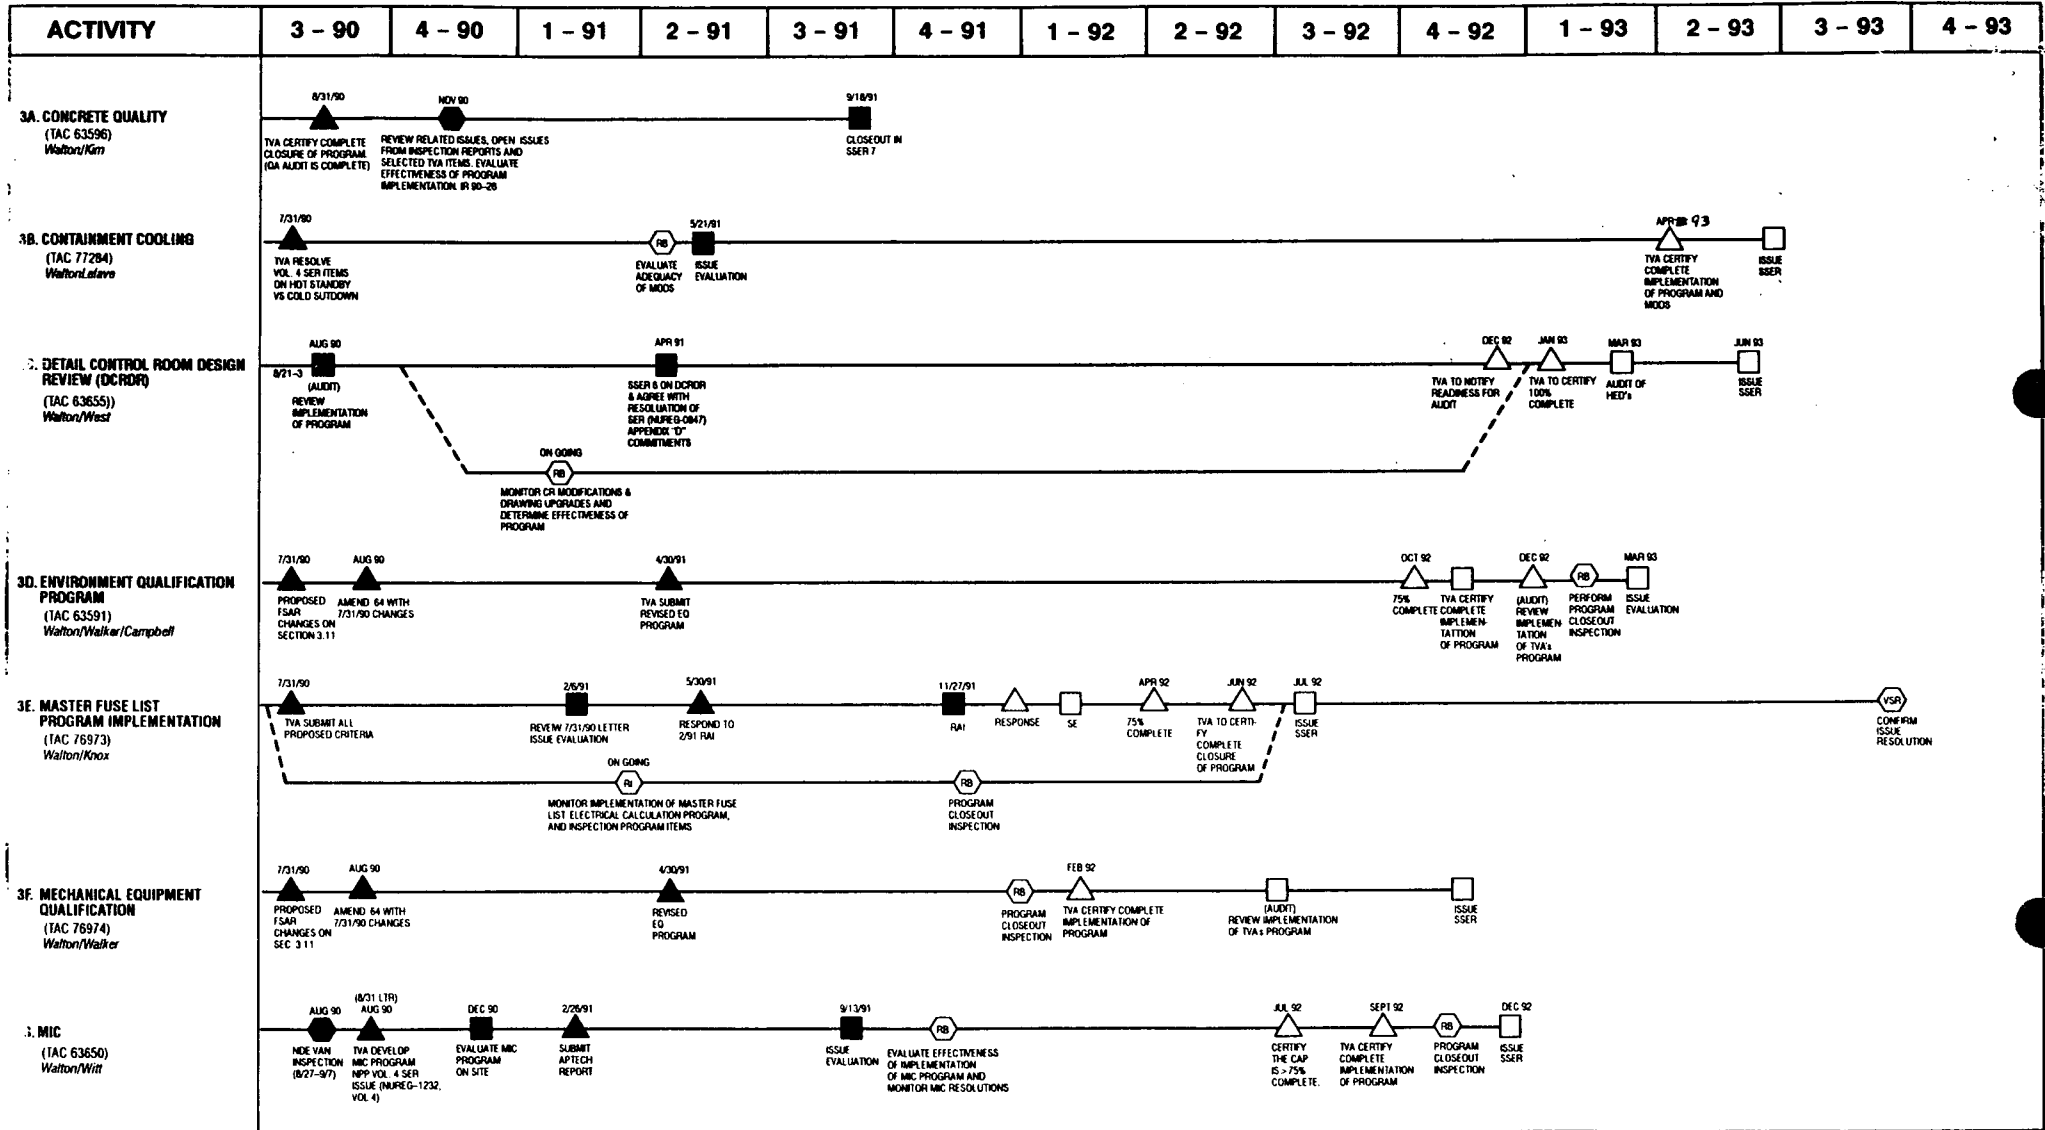 ACTIVITY
3 – 90
4 – 90
1 – 91
2 – 91
3 – 91
4 – 91
1 – 92
2 – 92
3 – 92
4 – 92
1 – 93
2 – 93
3 – 93
4 – 93
3A. CONCRETE QUALITY
(TAC 63596)
Walton/Kim
8/31/90
TVA CERTIFY COMPLETE
CLOSURE OF PROGRAM.
(QA AUDIT IS COMPLETE)
NOV 90
REVIEW RELATED ISSUES, OPEN ISSUES
FROM INSPECTION REPORTS AND
SELECTED TVA ITEMS. EVALUATE
EFFECTIVENESS OF PROGRAM
IMPLEMENTATION. IR 90–26
9/18/91
CLOSEOUT IN
SSER 7
3B. CONTAINMENT COOLING
(TAC 77284)
WaltonLefave
7/31/90
TVA RESOLVE
VOL. 4 SER ITEMS
ON HOT STANDBY
VS COLD SUTDOWN
RB
EVALUATE
ADEQUACY
OF MODS
5/21/91
ISSUE
EVALUATION
APR 93
TVA CERTIFY
COMPLETE
IMPLEMENTATION
OF PROGRAM AND
MODS
ISSUE
SSER
C. DETAIL CONTROL ROOM DESIGN
REVIEW (DCRDR)
(TAC 63655))
Walton/West
AUG 90
8/21–3
(AUDIT)
REVIEW
IMPLEMENTATION
OF PROGRAM
APR 91
SSER 6 ON DCRDR
& AGREE WITH
RESOLUATION OF
SER (NUREG-0847)
APPENDIX "D"
COMMITMENTS
DEC 92
TVA TO NOTIFY
READINESS FOR
AUDIT
JAN 93
TVA TO CERTIFY
100%
COMPLETE
MAR 93
AUDIT OF
HED's
JUN 93
ISSUE
SSER
ON GOING
RB
MONITOR CR MODIFICATIONS &
DRAWING UPGRADES AND
DETERMINE EFFECTIVENESS OF
PROGRAM
3D. ENVIRONMENT QUALIFICATION
PROGRAM
(TAC 63591)
Walton/Walker/Campbell
7/31/90
PROPOSED
FSAR
CHANGES ON
SECTION 3.11
AUG 90
AMEND 64 WITH
7/31/90 CHANGES
4/30/91
TVA SUBMIT
REVISED EQ
PROGRAM
OCT 92
75%
COMPLETE
TVA CERTIFY
COMPLETE
IMPLEMEN-
TATTION
OF PROGRAM
DEC 92
(AUDIT)
REVIEW
IMPLEMEN-
TATION
OF TVA's
PROGRAM
RB
PERFORM
PROGRAM
CLOSEOUT
INSPECTION
MAR 93
ISSUE
EVALUATION
3E. MASTER FUSE LIST
PROGRAM IMPLEMENTATION
(TAC 76973)
Walton/Knox
7/31/90
TVA SUBMIT ALL
PROPOSED CRITERIA
2/6/91
REVEIW 7/31/90 LETTER
ISSUE EVALUATION
5/30/91
RESPOND TO
2/91 RAI
11/27/91
RAI
RESPONSE
SE
APR 92
75%
COMPLETE
JUN 92
TVA TO CERTI-
FY
COMPLETE
CLOSURE
OF PROGRAM
JUL 92
ISSUE
SSER
VSR
CONFIRM
ISSUE
RESOLUTION
ON GOING
RI
MONITOR IMPLEMENTATION OF MASTER FUSE
LIST ELECTRICAL CALCULATION PROGRAM,
AND INSPECTION PROGRAM ITEMS
RB
PROGRAM
CLOSEOUT
INSPECTION
3F. MECHANICAL EQUIPMENT
QUALIFICATION
(TAC 76974)
Walton/Walker
7/31/90
PROPOSED
FSAR
CHANGES ON
SEC 3 11
AUG 90
AMEND 64 WITH
7/31/90 CHANGES
4/30/91
REVISED
EQ
PROGRAM
RB
PROGRAM
CLOSEOUT
INSPECTION
FEB 92
TVA CERTIFY COMPLETE
IMPLEMENTATION OF
PROGRAM
(AUDIT)
REVIEW IMPLEMENTATION
OF TVA's PROGRAM
ISSUE
SSER
G. MIC
(TAC 63650)
Walton/Witt
AUG 90
NDE VAN
INSPECTION
(8/27–9/7)
(8/31 LTR)
AUG 90
TVA DEVELOP
MIC PROGRAM
NPP VOL. 4 SER
ISSUE (NUREG–1232,
VOL 4)
DEC 90
EVALUATE MIC
PROGRAM
ON SITE
2/26/91
SUBMIT
APTECH
REPORT
9/13/91
ISSUE
EVALUATION
RB
EVALUATE EFFECTIVENESS
OF IMPLEMENTATION
OF MIC PROGRAM AND
MONITOR MIC RESOLUTIONS
JUL 92
CERTIFY
THE CAP
IS > 75%
COMPLETE.
SEPT 92
TVA CERTIFY
COMPLETE
IMPLEMENTATION
OF PROGRAM
RB
PROGRAM
CLOSEOUT
INSPECTION
DEC 92
ISSUE
SSER